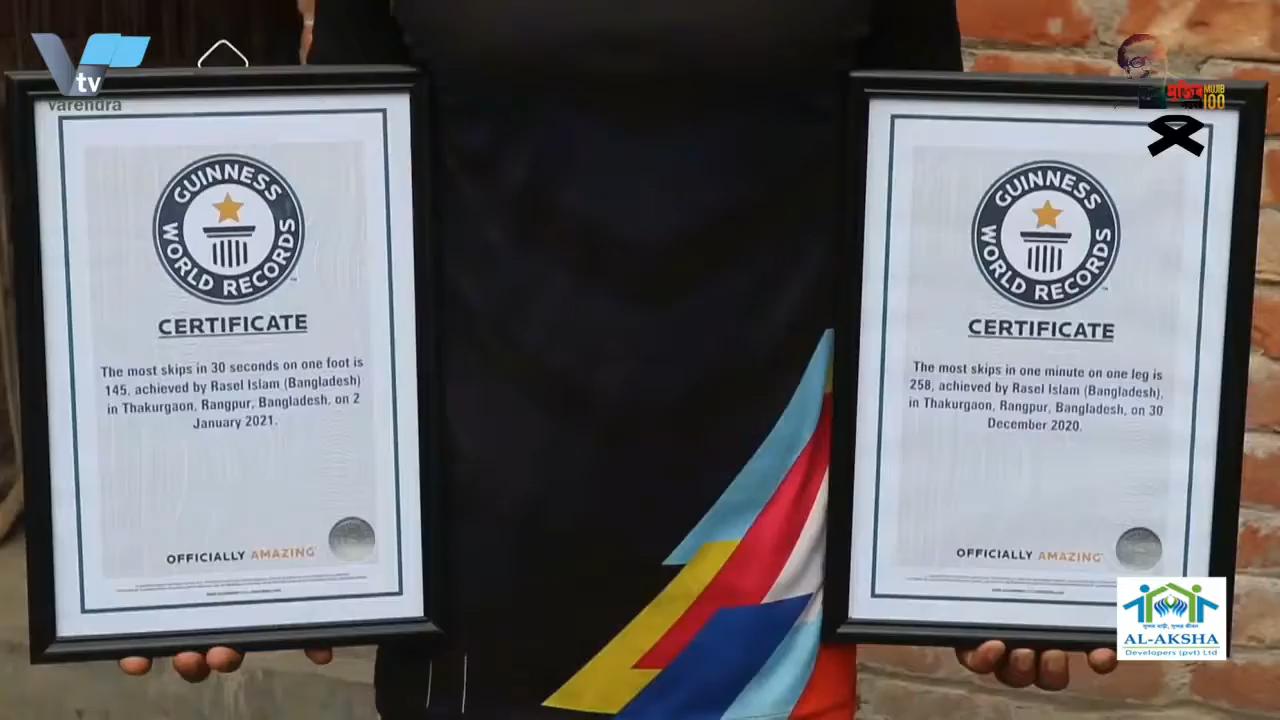 tv
varendra
MUJIB
100
GUINNESS
WORLD RECORDS
CERTIFICATE
The most skips in 30 seconds on one foot is
145, achieved by Rasel Islam (Bangladesh)
in Thakurgaon, Rangpur, Bangladesh, on 2
January 2021.
OFFICIALLY AMAZING
GUINNESS
WORLD RECORDS
CERTIFICATE
The most skips in one minute on one leg is
258, achieved by Rasel Islam (Bangladesh),
in Thakurgaon, Rangpur, Bangladesh, on 30
December 2020.
OFFICIALLY AMAZING
সুন্দর বাড়ী, সুন্দর জীবন
AL-AKSHA
Developers (pvt) Ltd